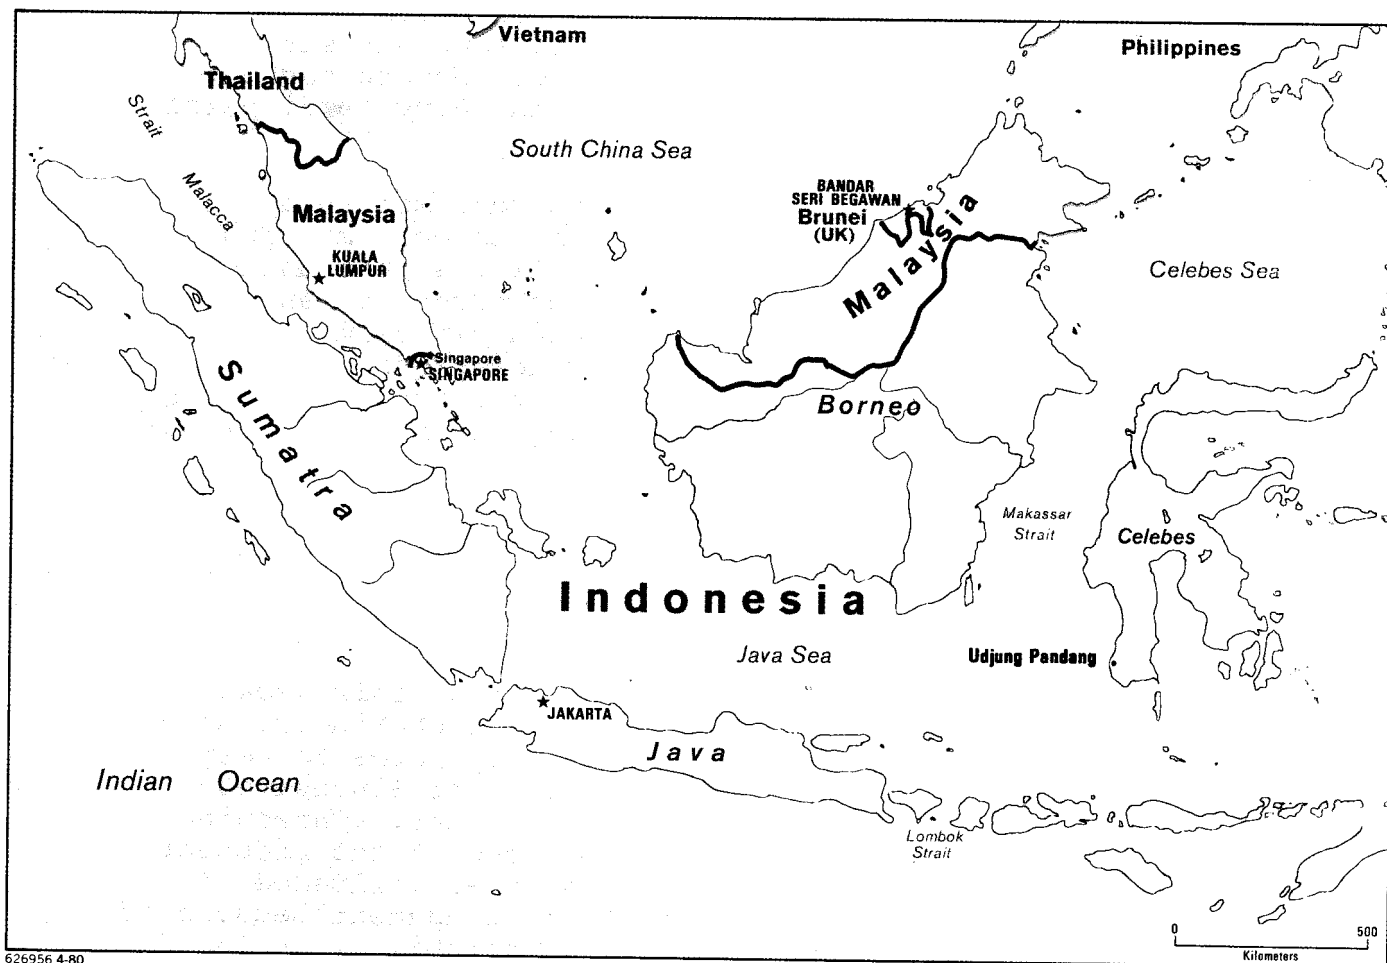 Vietnam
Philippines
Thailand
Strait
Malacca
South China Sea
BANDAR
SERI BEGAWAN
Brunei
(UK)
Malaysia
Malaysia
KUALA
LUMPUR
Celebes Sea
Singapore
SINGAPORE
Sumatra
Borneo
Makassar
Strait
Celebes
Indonesia
Java Sea
Udjung Pandang
JAKARTA
Java
Indian Ocean
Lombok
Strait
0 500
Kilometers
626956 4-80